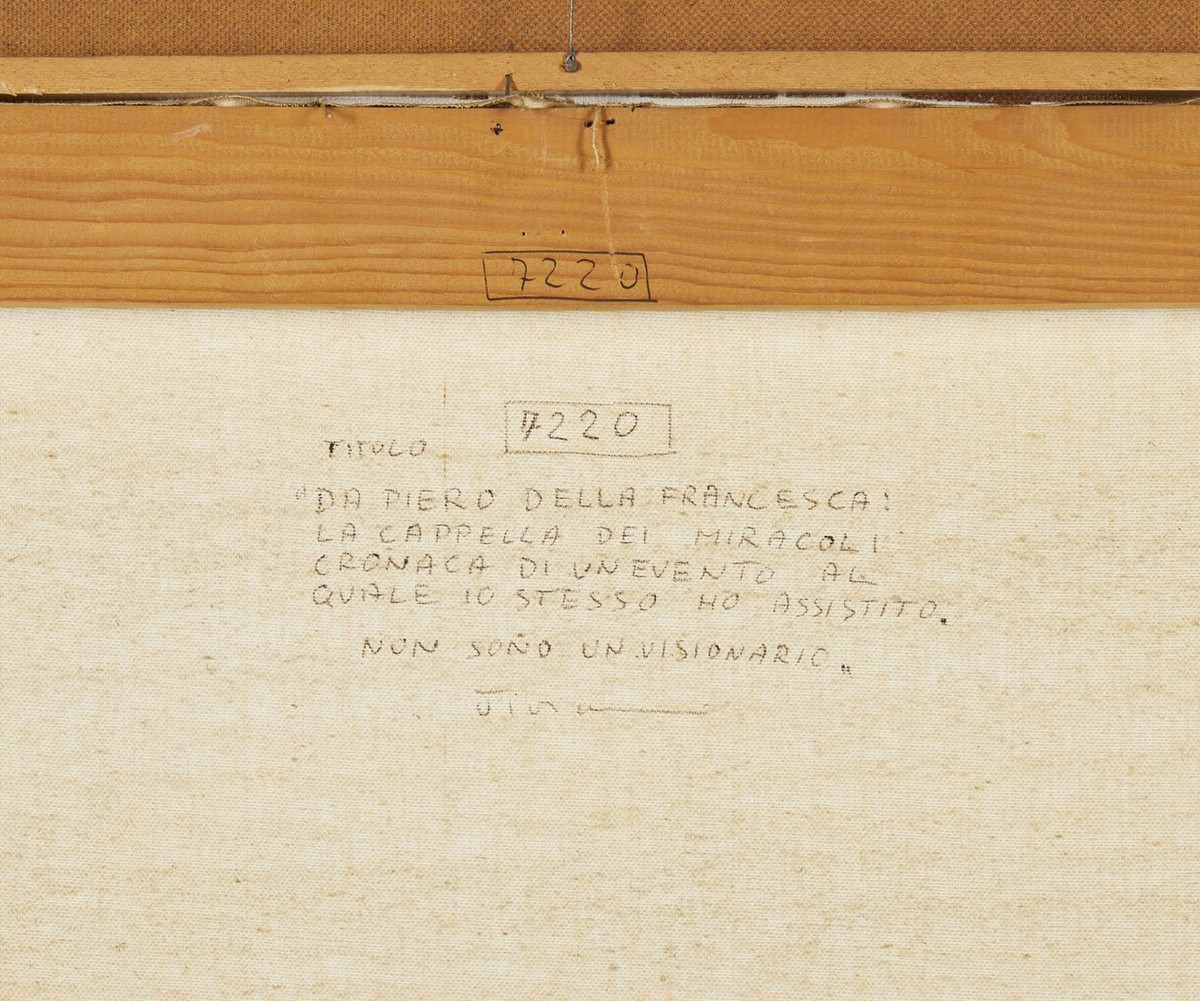 7220
7220
TITOLO
"DA PIERO DELLA FRANCESCA:
LA CAPPELLA DEI MIRACOLI
CRONACA DI UN EVENTO AL
QUALE IO STESSO HO ASSISTITO.
NON SONO UN VISIONARIO."